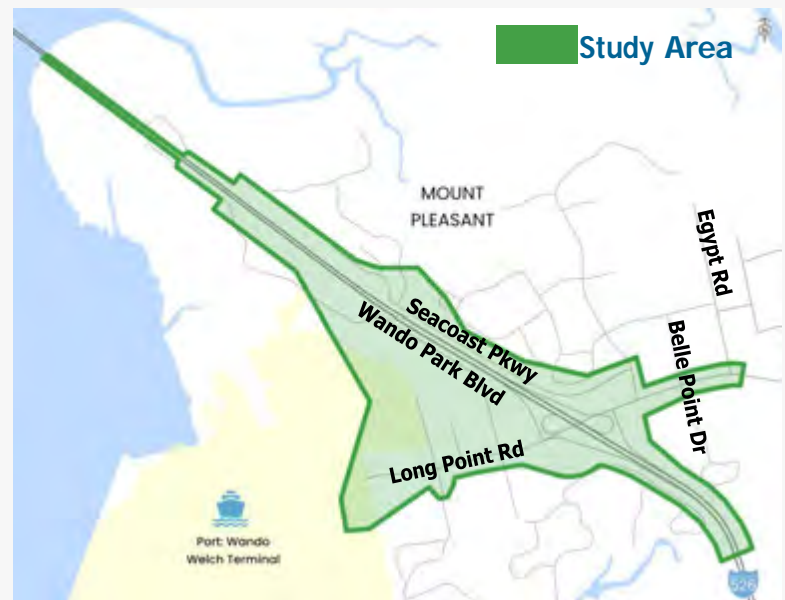 Study Area
MOUNT
PLEASANT
Egypt Rd
Seacoast Pkwy
Wando Park Blvd
Belle Point Dr
Long Point Rd
Port: Wando
Welch Terminal
526